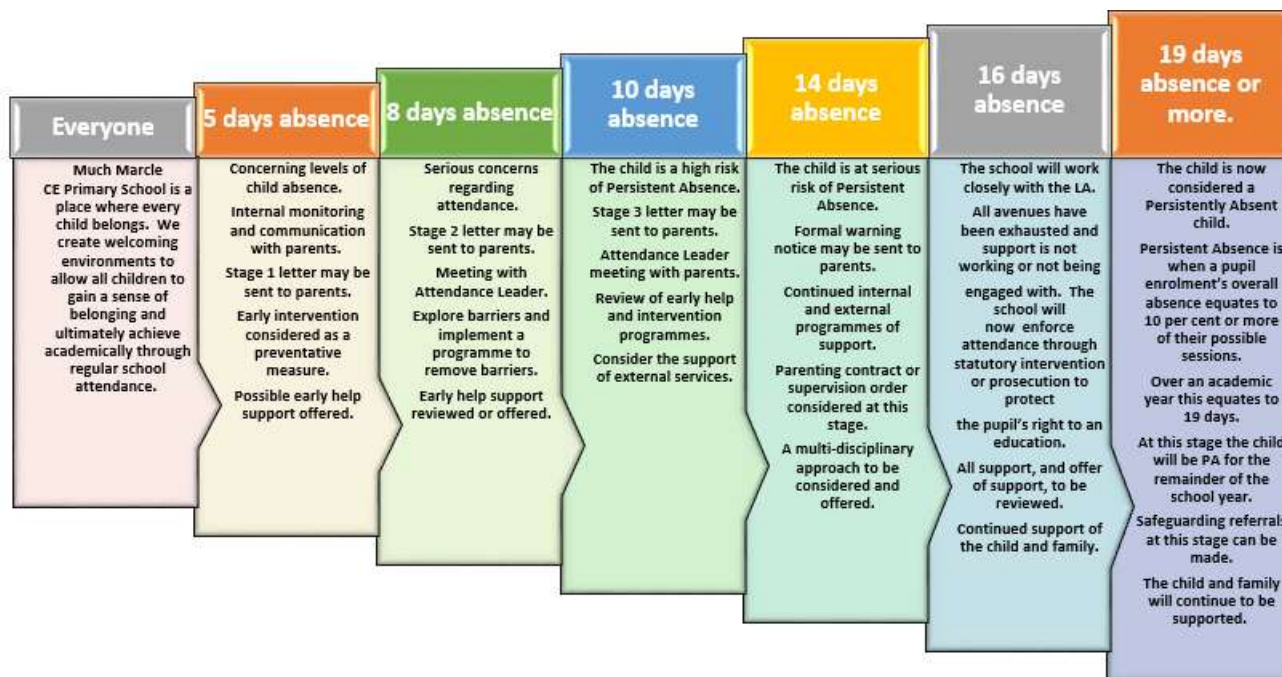 Everyone
Much Marcle
CE Primary School is a
place where every
child belongs. We
create welcoming
environments to
allow all children to
gain a sense of
belonging and
ultimately achieve
academically through
regular school
attendance.
5 days absence
Concerning levels of
child absence.
Internal monitoring
and communication
with parents.
Stage 1 letter may be
sent to parents.
Early intervention
considered as a
preventative
measure.
Possible early help
support offered.
8 days absence
Serious concerns
regarding
attendance.
Stage 2 letter may be
sent to parents.
Meeting with
Attendance Leader.
Explore barriers and
implement a
programme to
remove barriers.
Early help support
reviewed or offered.
10 days
absence
The child is a high risk
of Persistent Absence.
Stage 3 letter may be
sent to parents.
Attendance Leader
meeting with parents.
Review of early help
and intervention
programmes.
Consider the support
of external services.
14 days
absence
The child is at serious
risk of Persistent
Absence.
Formal warning
notice may be sent to
parents.
Continued internal
and external
programmes of
support.
Parenting contract or
supervision order
considered at this
stage.
A multi-disciplinary
approach to be
considered and
offered.
16 days
absence
The school will work
closely with the LA.
All avenues have
been exhausted and
support is not
working or not being
engaged with. The
school will
now enforce
attendance through
statutory intervention
or prosecution to
protect
the pupil's right to an
education.
All support, and offer
of support, to be
reviewed.
Continued support of
the child and family.
19 days
absence or
more.
The child is now
considered a
Persistently Absent
child.
Persistent Absence is
when a pupil
enrolment's overall
absence equates to
10 per cent or more
of their possible
sessions.
Over an academic
year this equates to
19 days.
At this stage the child
will be PA for the
remainder of the
school year.
Safeguarding referrals
at this stage can be
made.
The child and family
will continue to be
supported.